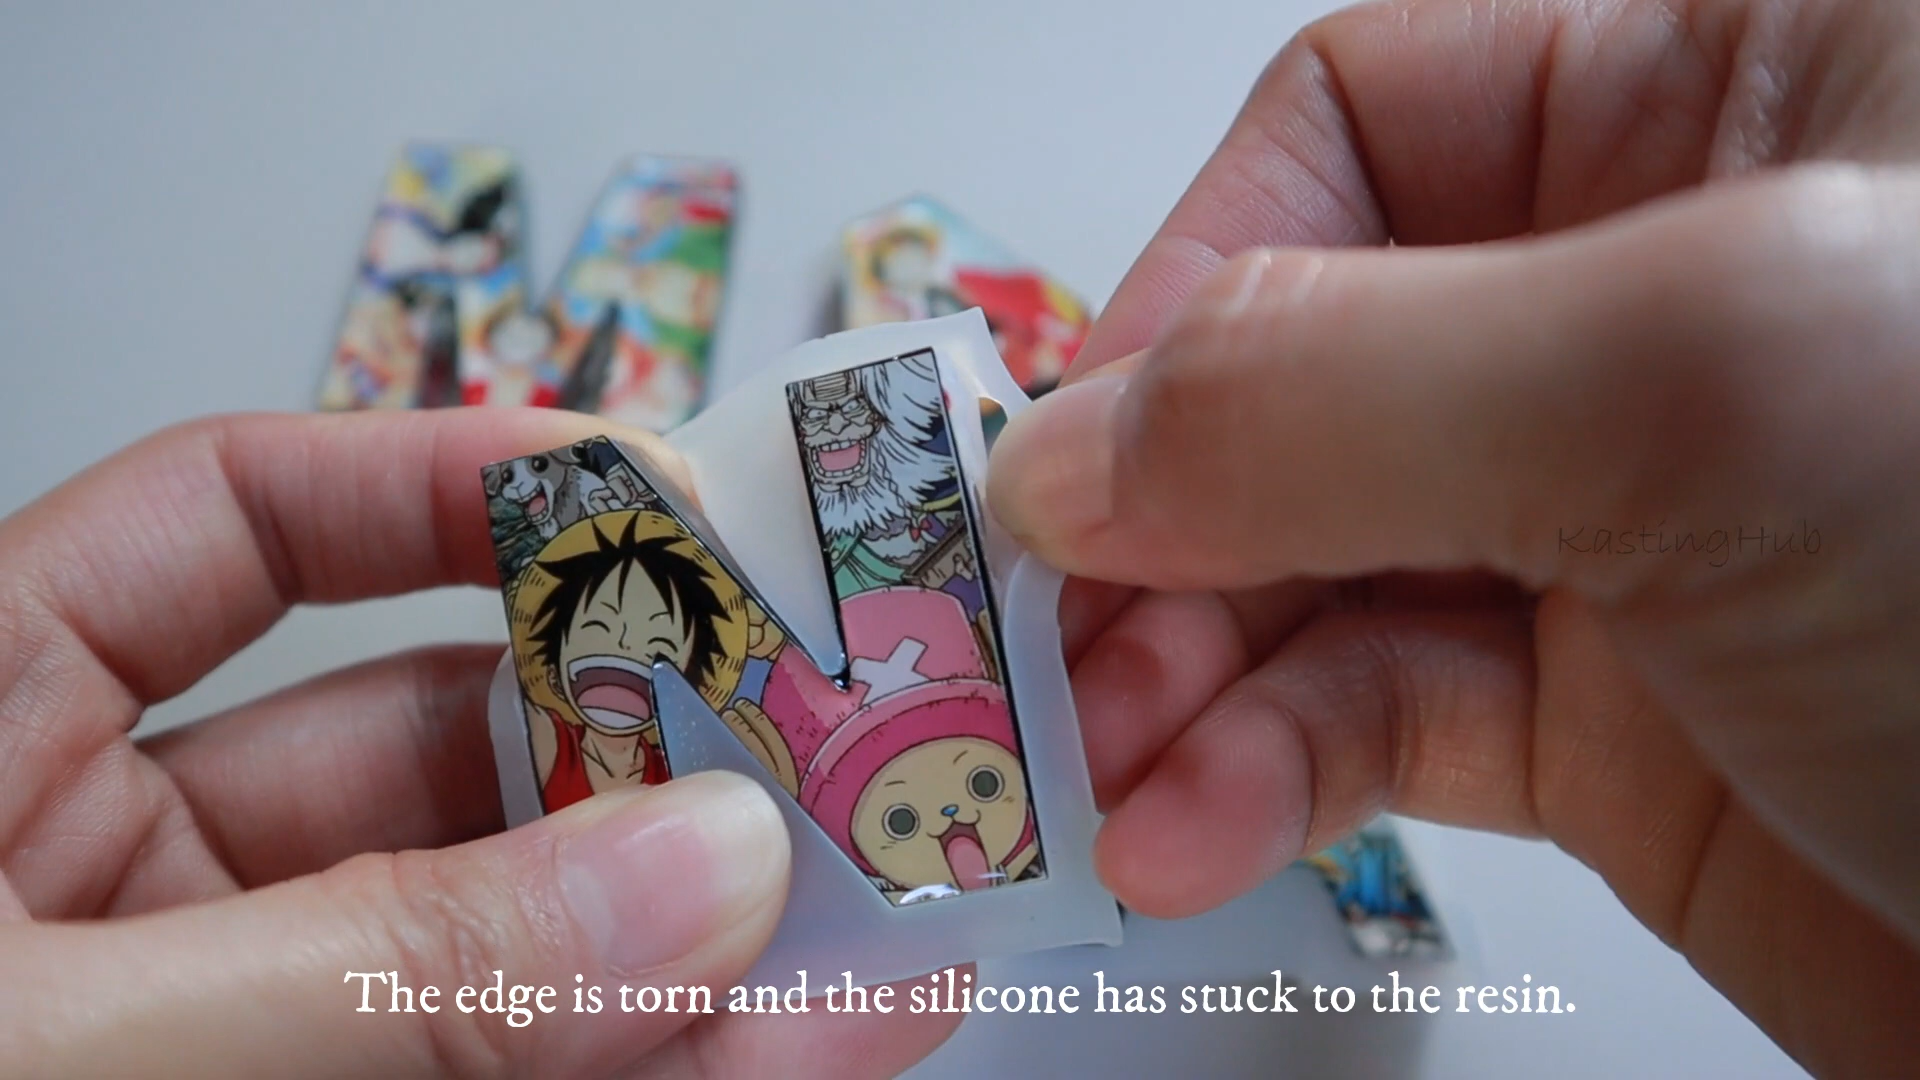 KastingHub
The edge is torn and the silicone has stuck to the resin.